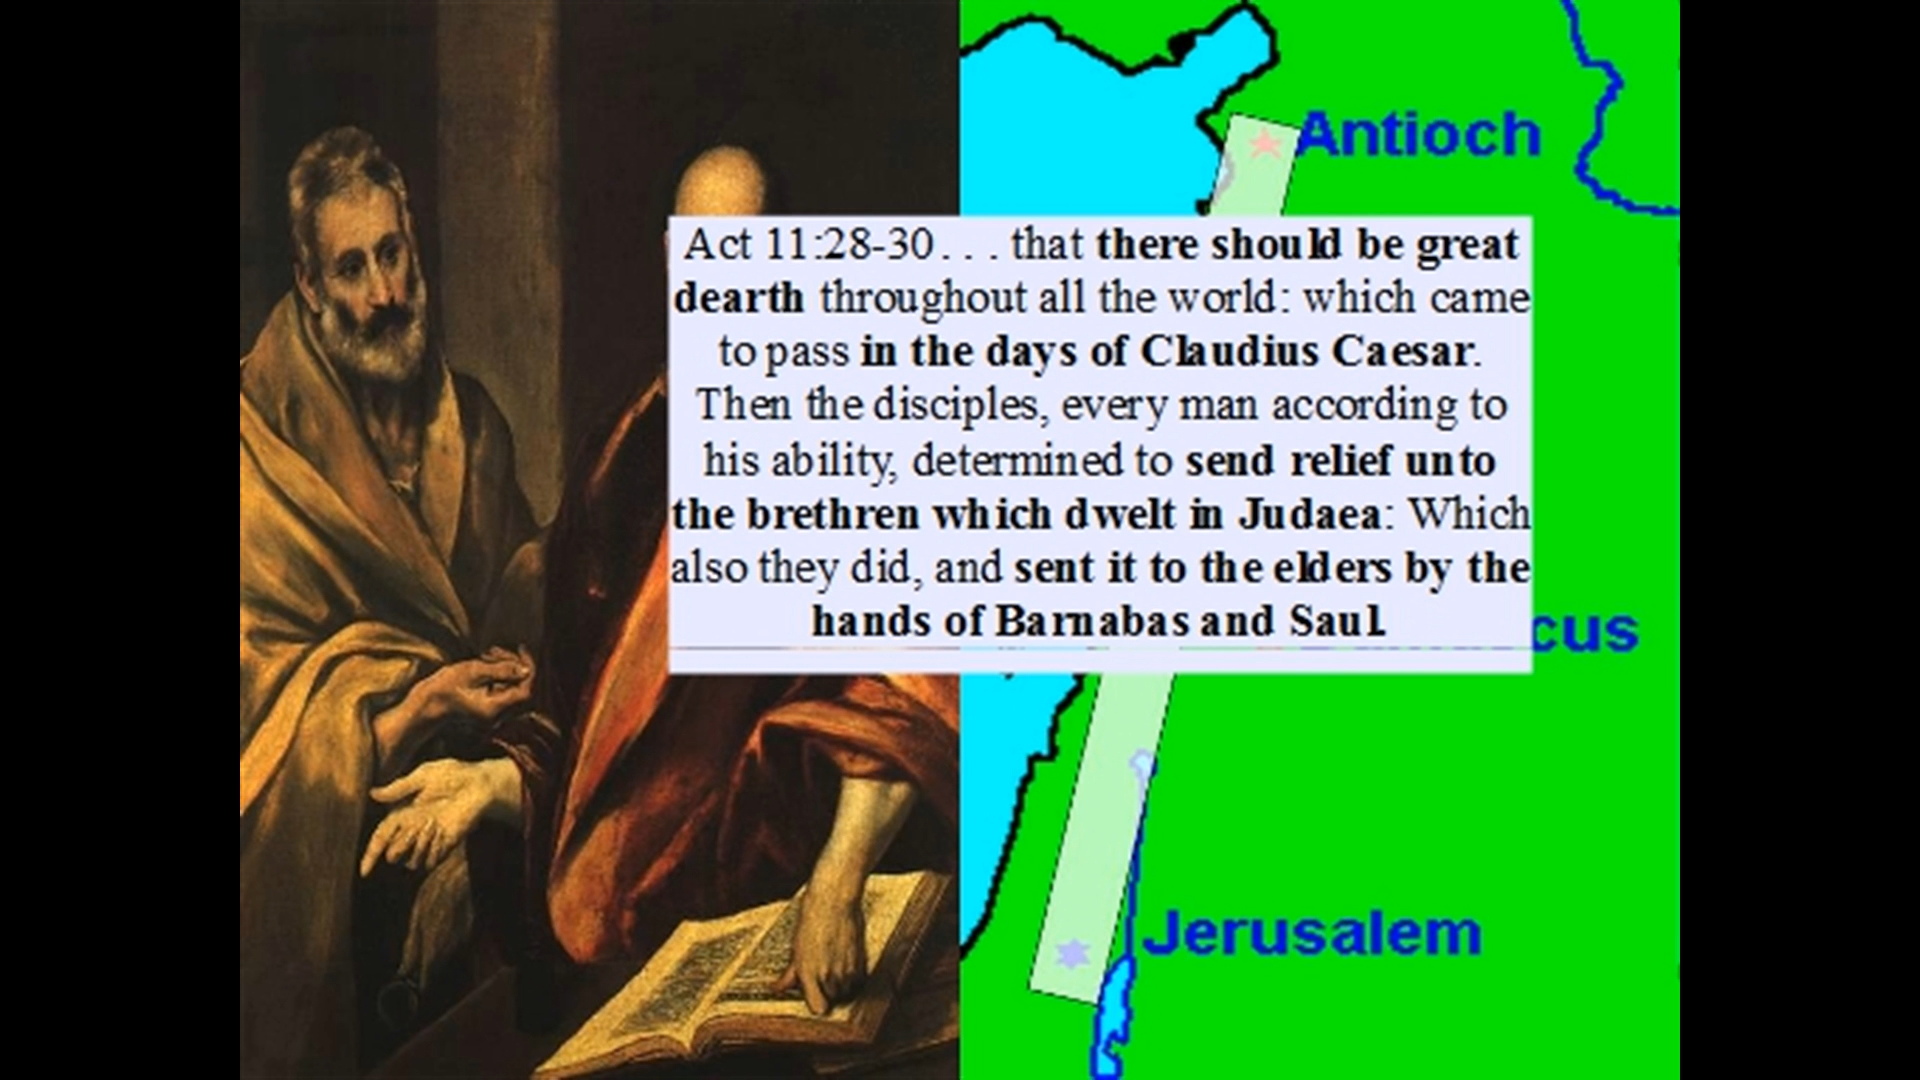 Antioch
Act 11:28-30 . . . that there should be great
dearth throughout all the world: which came
to pass in the days of Claudius Caesar.
Then the disciples, every man according to
his ability, determined to send relief unto
the brethren which dwelt in Judaea: Which
also they did, and sent it to the elders by the
hands of Barnabas and Saul.
cus
Jerusalem